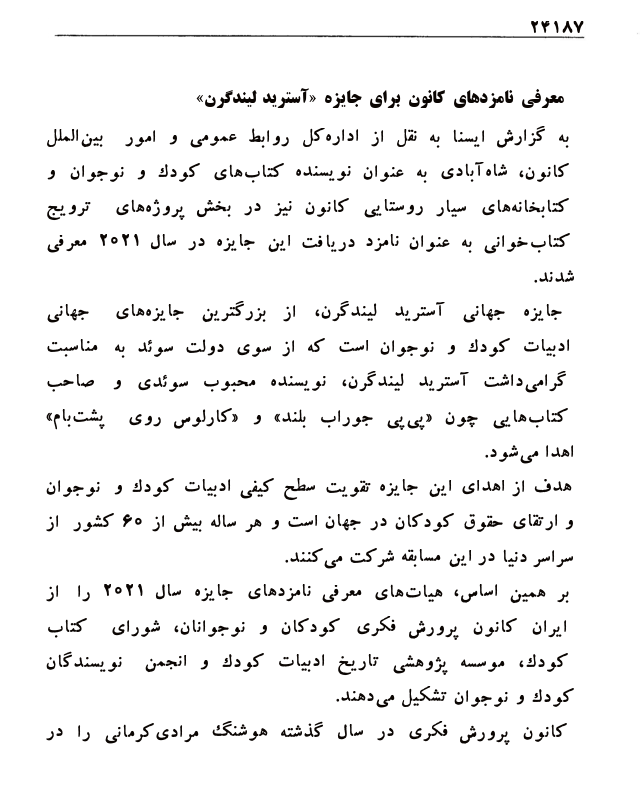 ۲۴۱۸۷
معرفی نامزدهای کانون برای جایزه «آسترید لیندگرن»
به گزارش ایسنا به نقل از اداره‌کل روابط عمومی و امور بین‌الملل
کانون، شاه‌آبادی به عنوان نویسنده کتاب‌های کودک و نوجوان و
کتابخانه‌های سیار روستایی کانون نیز در بخش پروژه‌های ترویج
کتاب‌خوانی به عنوان نامزد دریافت این جایزه در سال ۲۰۲۱ معرفی
شدند.
جایزه جهانی آسترید لیندگرن، از بزرگترین جایزه‌های جهانی
ادبیات کودک و نوجوان است که از سوی دولت سوئد به مناسبت
گرامی‌داشت آسترید لیندگرن، نویسنده محبوب سوئدی و صاحب
کتاب‌هایی چون «پی‌پی جوراب بلند» و «کارلوس روی پشت‌بام»
اهدا می‌شود.
هدف از اهدای این جایزه تقویت سطح کیفی ادبیات کودک و نوجوان
و ارتقای حقوق کودکان در جهان است و هر ساله بیش از ۶۰ کشور از
سراسر دنیا در این مسابقه شرکت می‌کنند.
بر همین اساس، هیات‌های معرفی نامزدهای جایزه سال ۲۰۲۱ را از
ایران کانون پرورش فکری کودکان و نوجوانان، شورای کتاب
کودک، موسسه پژوهشی تاریخ ادبیات کودک و انجمن نویسندگان
کودک و نوجوان تشکیل می‌دهند.
کانون پرورش فکری در سال گذشته هوشنگ مرادی‌کرمانی را در